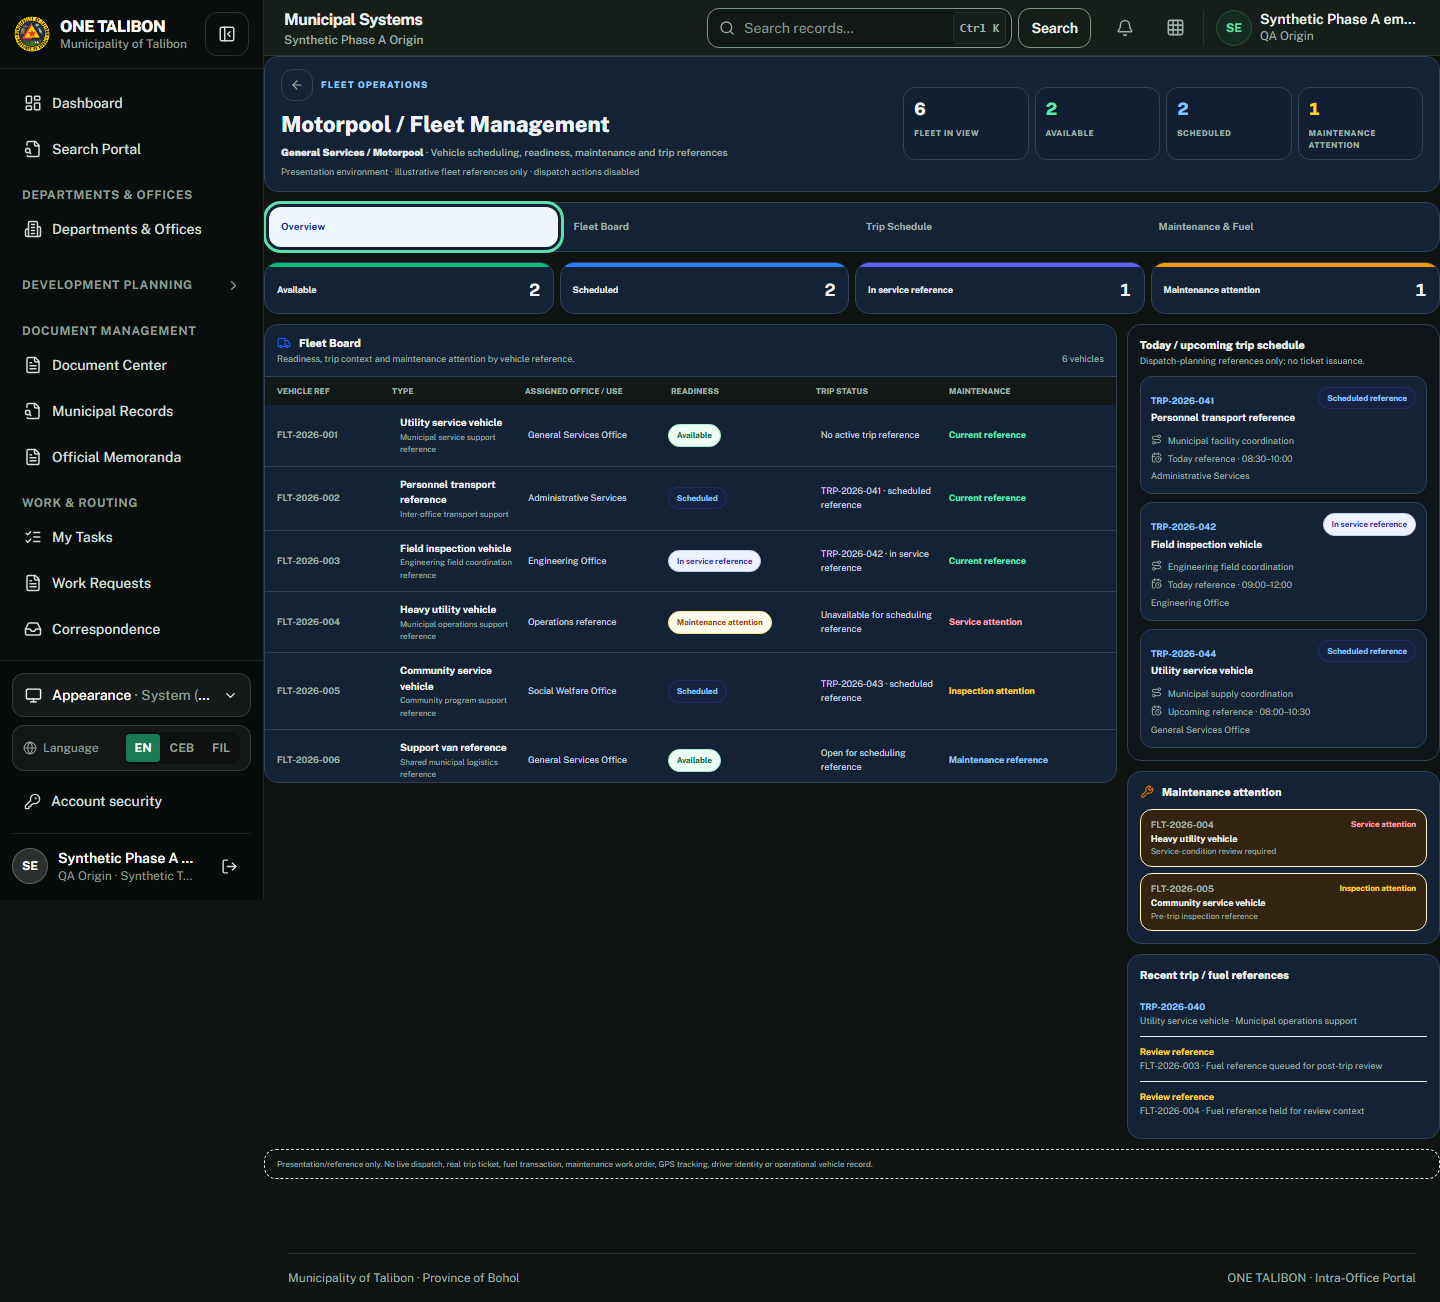 ONE TALIBON
Municipality of Talibon
Dashboard
Search Portal
DEPARTMENTS & OFFICES
Departments & Offices
DEVELOPMENT PLANNING
DOCUMENT MANAGEMENT
Document Center
Municipal Records
Official Memoranda
WORK & ROUTING
My Tasks
Work Requests
Correspondence
Appearance · System (...
Language EN CEB FIL
Account security
SE
Synthetic Phase A ...
QA Origin · Synthetic T...
Municipal Systems
Synthetic Phase A Origin
Search records... Ctrl K
Search
SE
Synthetic Phase A em...
QA Origin
FLEET OPERATIONS
Motorpool / Fleet Management
General Services / Motorpool · Vehicle scheduling, readiness, maintenance and trip references
Presentation environment · illustrative fleet references only · dispatch actions disabled
6
FLEET IN VIEW
2
AVAILABLE
2
SCHEDULED
1
MAINTENANCE
ATTENTION
Overview Fleet Board Trip Schedule Maintenance & Fuel
Available 2
Scheduled 2
In service reference 1
Maintenance attention 1
Fleet Board
Readiness, trip context and maintenance attention by vehicle reference.
6 vehicles
VEHICLE REF TYPE ASSIGNED OFFICE / USE READINESS TRIP STATUS MAINTENANCE
FLT-2026-001
Utility service vehicle
Municipal service support
reference
General Services Office
Available
No active trip reference
Current reference
FLT-2026-002
Personnel transport
reference
Inter-office transport support
Administrative Services
Scheduled
TRP-2026-041 · scheduled
reference
Current reference
FLT-2026-003
Field inspection vehicle
Engineering field coordination
reference
Engineering Office
In service reference
TRP-2026-042 · in service
reference
Current reference
FLT-2026-004
Heavy utility vehicle
Municipal operations support
reference
Operations reference
Maintenance attention
Unavailable for scheduling
reference
Service attention
FLT-2026-005
Community service
vehicle
Community program support
reference
Social Welfare Office
Scheduled
TRP-2026-043 · scheduled
reference
Inspection attention
FLT-2026-006
Support van reference
Shared municipal logistics
reference
General Services Office
Available
Open for scheduling
reference
Maintenance reference
Today / upcoming trip schedule
Dispatch-planning references only; no ticket issuance.
TRP-2026-041
Scheduled reference
Personnel transport reference
Municipal facility coordination
Today reference · 08:30–10:00
Administrative Services
TRP-2026-042
In service reference
Field inspection vehicle
Engineering field coordination
Today reference · 09:00–12:00
Engineering Office
TRP-2026-044
Scheduled reference
Utility service vehicle
Municipal supply coordination
Upcoming reference · 08:00–10:30
General Services Office
Maintenance attention
FLT-2026-004
Service attention
Heavy utility vehicle
Service-condition review required
FLT-2026-005
Inspection attention
Community service vehicle
Pre-trip inspection reference
Recent trip / fuel references
TRP-2026-040
Utility service vehicle · Municipal operations support
Review reference
FLT-2026-003 · Fuel reference queued for post-trip review
Review reference
FLT-2026-004 · Fuel reference held for review context
Presentation/reference only. No live dispatch, real trip ticket, fuel transaction, maintenance work order, GPS tracking, driver identity or operational vehicle record.
Municipality of Talibon · Province of Bohol
ONE TALIBON · Intra-Office Portal